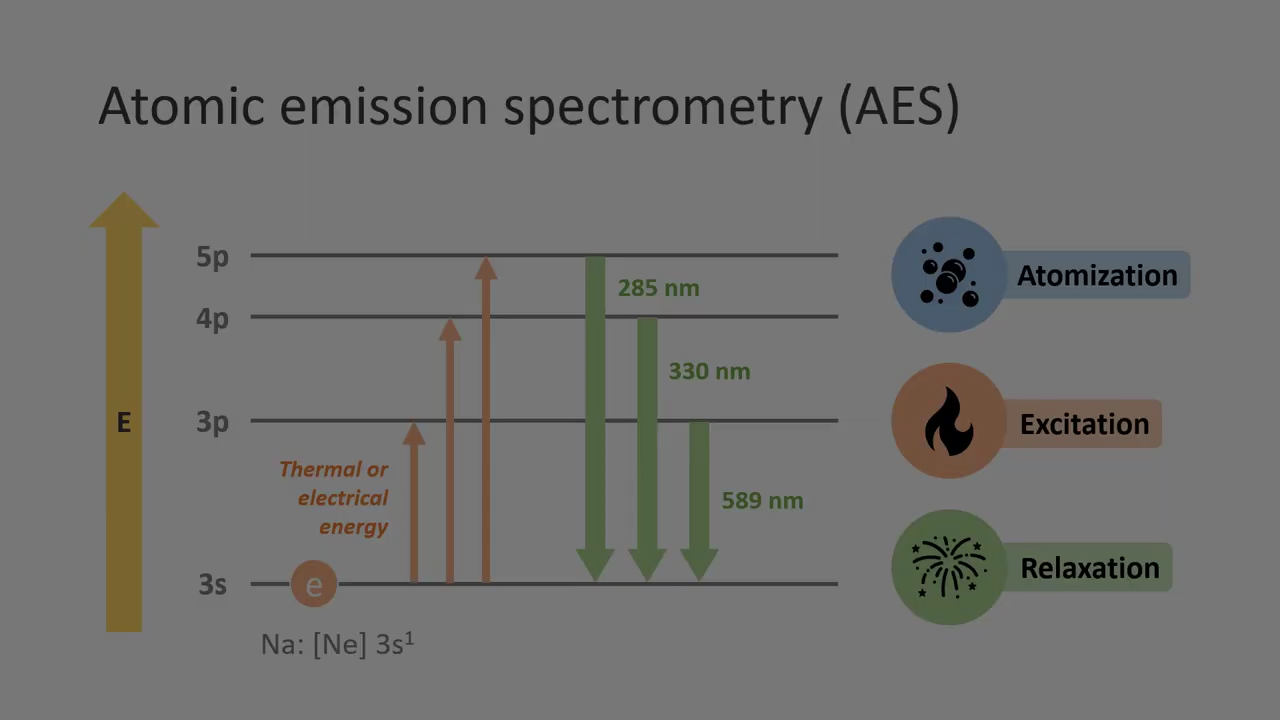 Atomic emission spectrometry (AES)
5p
4p
3p
3s
E
Thermal or
electrical
energy
e
285 nm
330 nm
589 nm
Na: [Ne] 3s¹
Atomization
Excitation
Relaxation